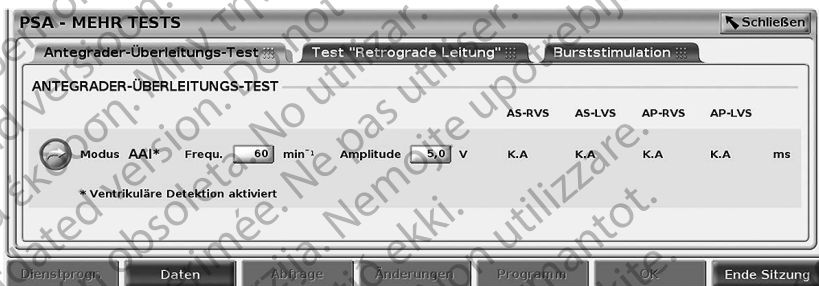 PSA - MEHR TESTS
Schließen
Antegrader-Überleitungs-Test
Test "Retrograde Leitung"
Burststimulation
ANTEGRADER-ÜBERLEITUNGS-TEST
AS-RVS AS-LVS AP-RVS AP-LVS
Modus AAI* Frequ. 60 min⁻¹ Amplitude 5,0 V K.A K.A K.A K.A ms
* Ventrikuläre Detektion aktiviert
Dienstprogr. Daten Abfrage Änderungen Programm OK Ende Sitzung